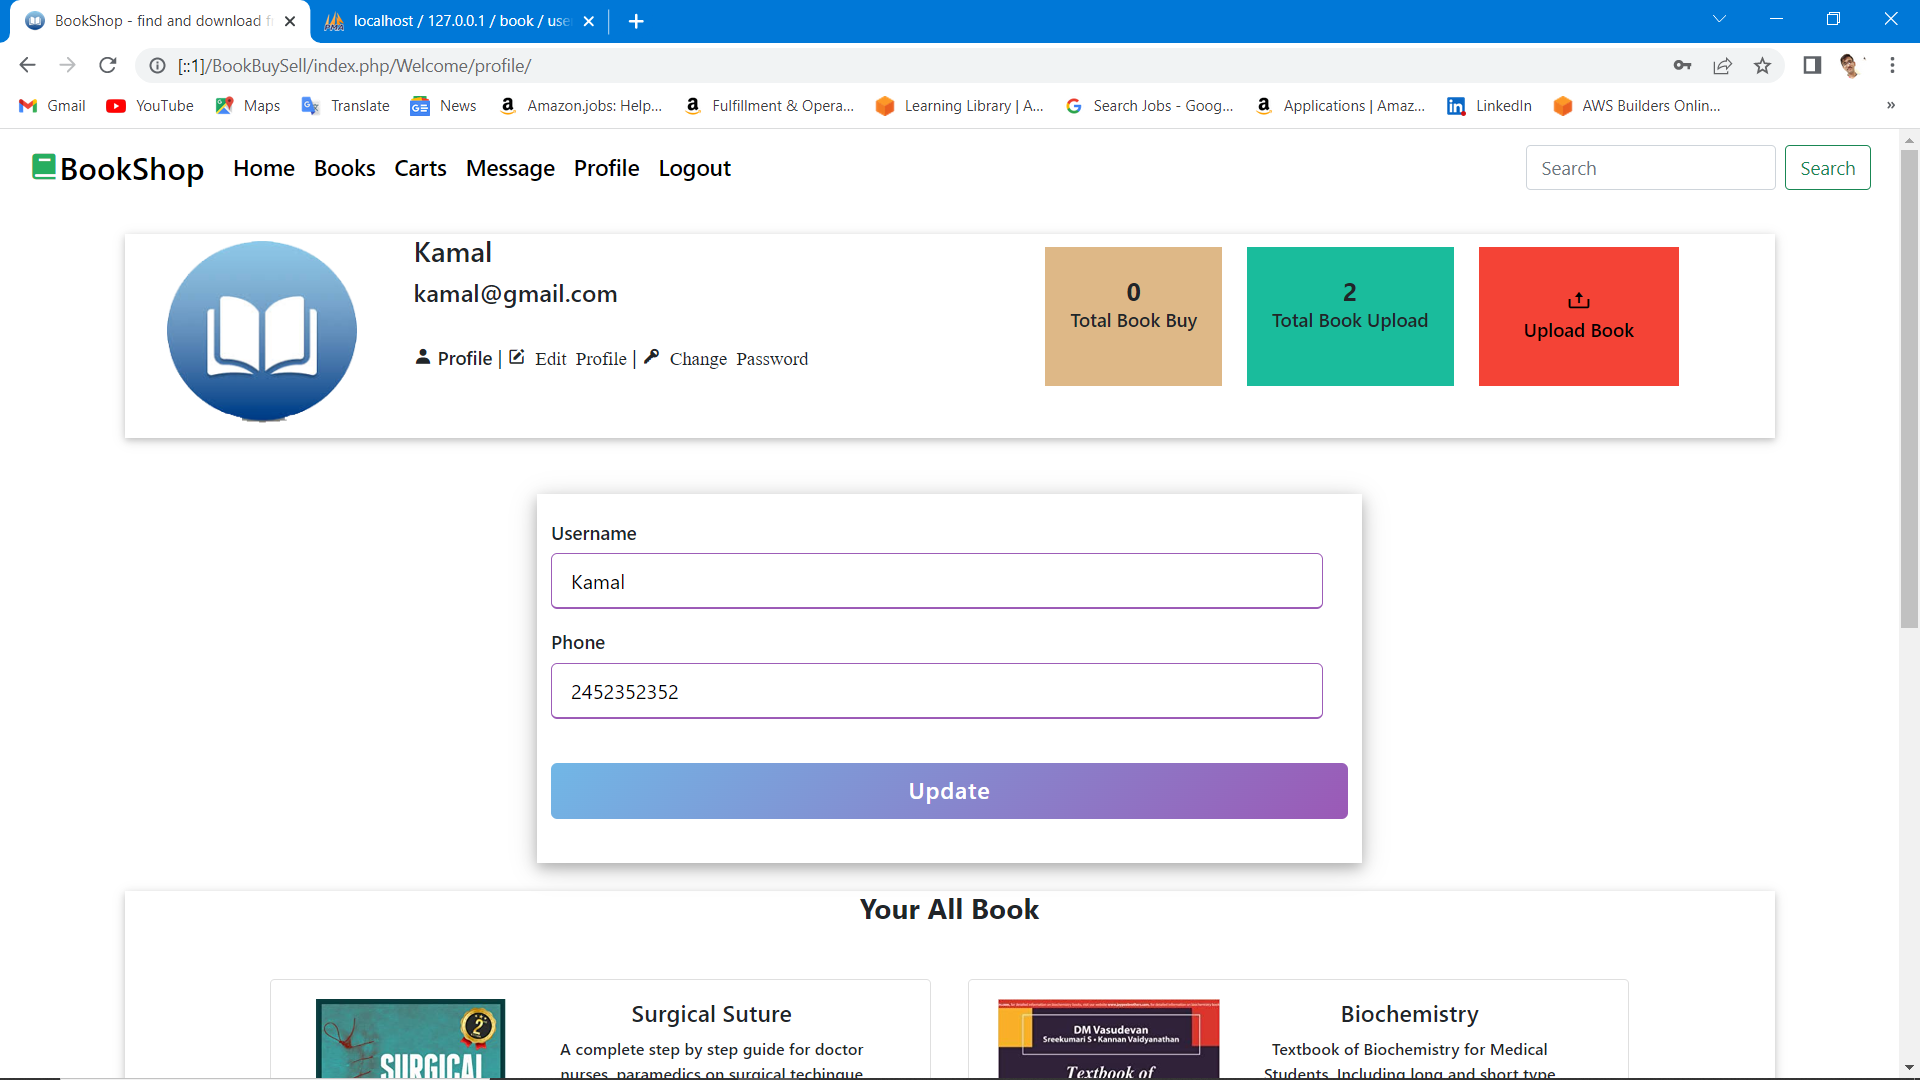 BookShop - find and download f
localhost / 127.0.0.1 / book / use
[::1]/BookBuySell/index.php/Welcome/profile/
Gmail YouTube Maps Translate News Amazon.jobs: Help... Fulfillment & Opera... Learning Library | A... Search Jobs - Goog... Applications | Amaz... LinkedIn AWS Builders Onlin... »
BookShop Home Books Carts Message Profile Logout Search Search
Kamal
kamal@gmail.com
Profile | Edit Profile | Change Password
0
Total Book Buy
2
Total Book Upload
Upload Book
Username
Kamal
Phone
2452352352
Update
Your All Book
2
SURGICAL
Surgical Suture
A complete step by step guide for doctor
nurses, paramedics on surgical techinque
DM Vasudevan
Sreekumari S • Kannan Vaidyanathan
Textbook of
Biochemistry
Textbook of Biochemistry for Medical
Students. Including long and short type